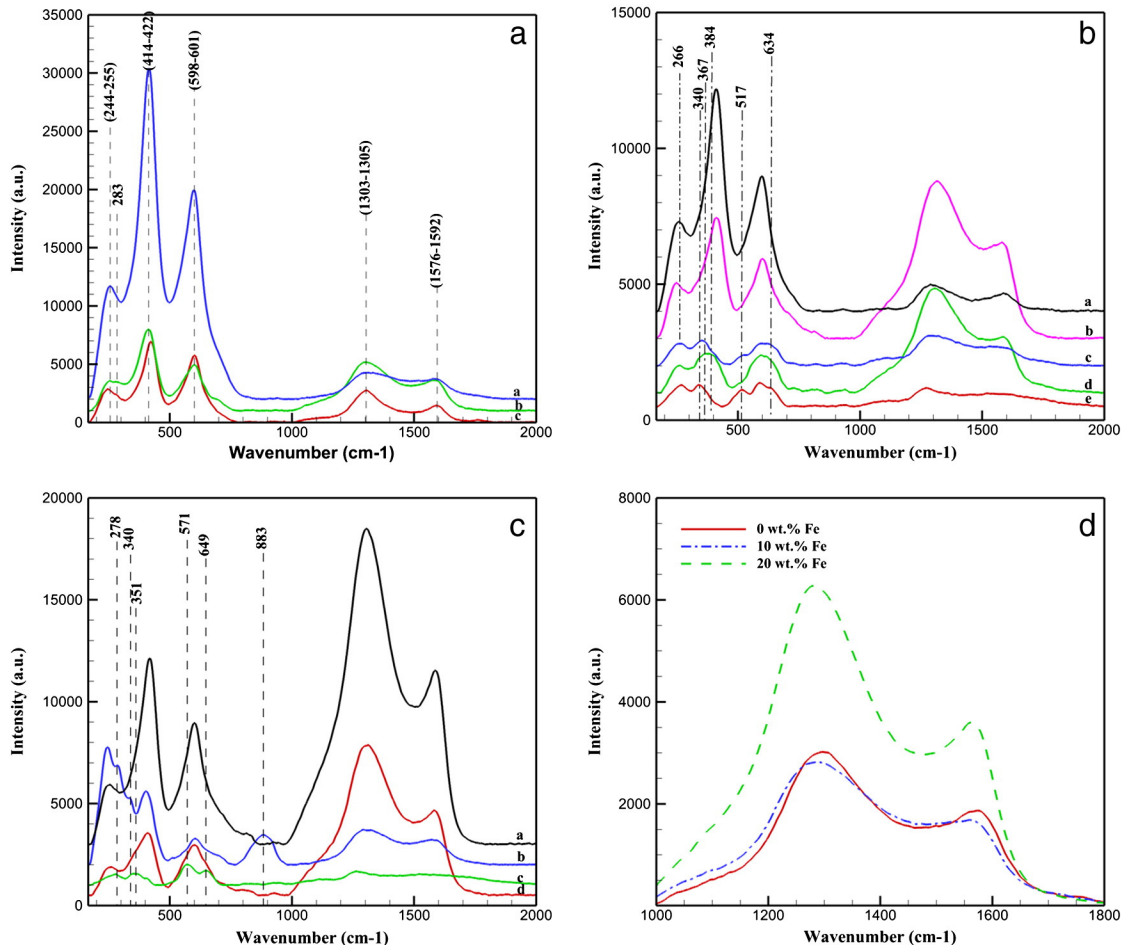 a
35000
30000
25000
20000
15000
10000
5000
0
Intensity (a.u.)
(244-255)
283
(414-422)
(598-601)
(1303-1305)
(1576-1592)
a
b
c
500
1000
1500
2000
Wavenumber (cm-1)
b
15000
10000
5000
0
Intensity (a.u.)
266
340
367
384
517
634
a
b
c
d
e
500
1000
1500
2000
Wavenumber (cm-1)
c
20000
15000
10000
5000
0
Intensity (a.u.)
278
340
351
571
649
883
a
b
c
d
500
1000
1500
2000
Wavenumber (cm-1)
d
8000
6000
4000
2000
0
Intensity (a.u.)
0 wt.% Fe
10 wt.% Fe
20 wt.% Fe
1000
1200
1400
1600
1800
Wavenumber (cm-1)